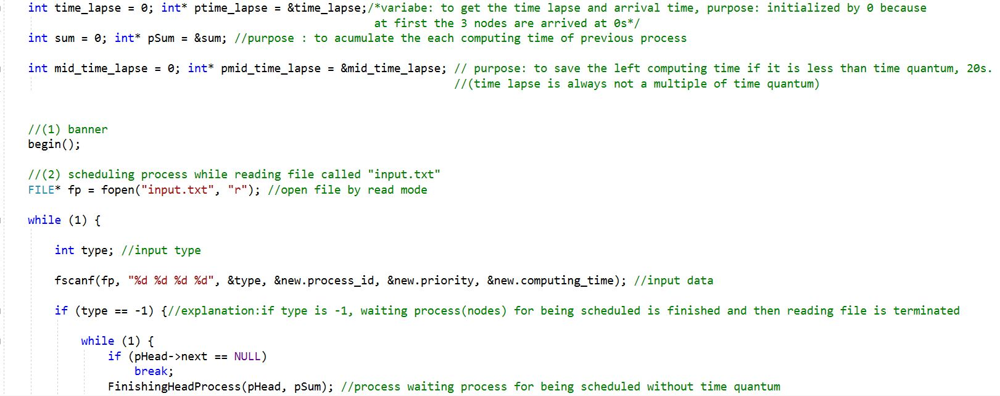 int time_lapse = 0; int* ptime_lapse = &time_lapse;/*variabe: to get the time lapse and arrival time, purpose: initialized by 0 because
at first the 3 nodes are arrived at 0s*/
int sum = 0; int* pSum = &sum; //purpose : to acumulate the each computing time of previous process
int mid_time_lapse = 0; int* pmid_time_lapse = &mid_time_lapse; // purpose: to save the left computing time if it is less than time quantum, 20s.
//(time lapse is always not a multiple of time quantum)
//(1) banner
begin();
//(2) scheduling process while reading file called "input.txt"
FILE* fp = fopen("input.txt", "r"); //open file by read mode
while (1) {
int type; //input type
fscanf(fp, "%d %d %d %d", &type, &new.process_id, &new.priority, &new.computing_time); //input data
if (type == -1) {//explanation:if type is -1, waiting process(nodes) for being scheduled is finished and then reading file is terminated
while (1) {
if (pHead->next == NULL)
break;
FinishingHeadProcess(pHead, pSum); //process waiting process for being scheduled without time quantum